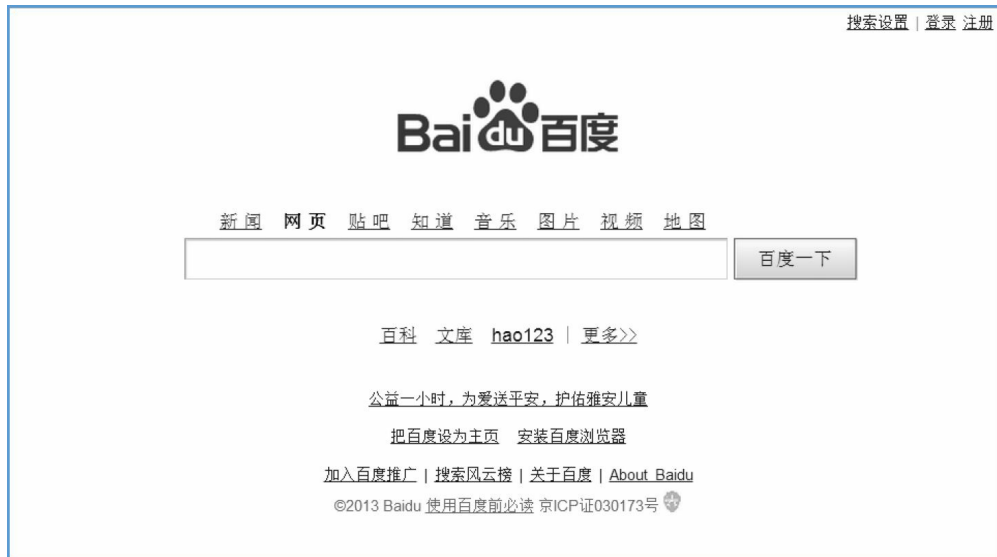 搜索设置 | 登录 注册
Bai du 百度
新闻 网页 贴吧 知道 音乐 图片 视频 地图
百度一下
百科 文库 hao123 | 更多>>
公益一小时，为爱送平安，护佑雅安儿童
把百度设为主页 安装百度浏览器
加入百度推广 | 搜索风云榜 | 关于百度 | About Baidu
©2013 Baidu 使用百度前必读 京ICP证030173号